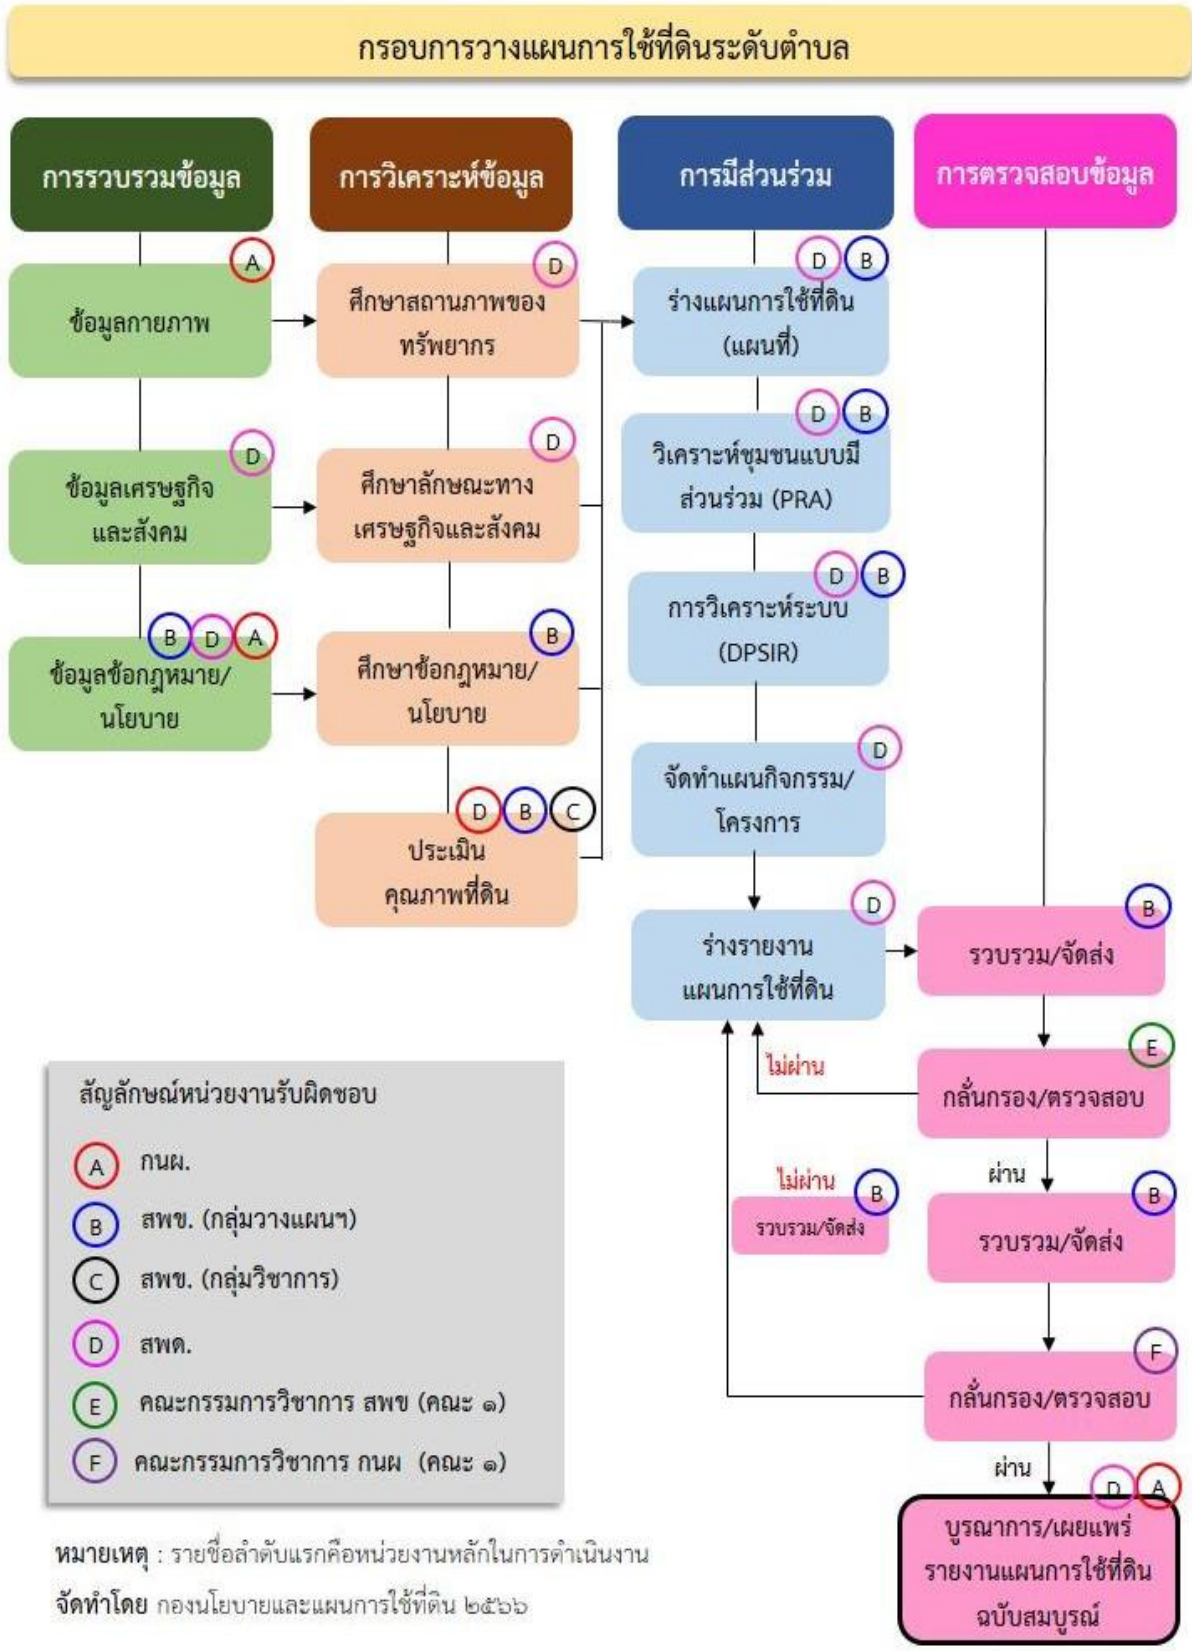 กรอบการวางแผนการใช้ที่ดินระดับตำบล
การรวบรวมข้อมูล
A
ข้อมูลกายภาพ
D
ข้อมูลเศรษฐกิจ
และสังคม
B D A
ข้อมูลข้อกฎหมาย/
นโยบาย
การวิเคราะห์ข้อมูล
D
ศึกษาสถานภาพของ
ทรัพยากร
D
ศึกษาลักษณะทาง
เศรษฐกิจและสังคม
B
ศึกษาข้อกฎหมาย/
นโยบาย
D B C
ประเมิน
คุณภาพที่ดิน
การมีส่วนร่วม
D B
ร่างแผนการใช้ที่ดิน
(แผนที่)
D B
วิเคราะห์ชุมชนแบบมี
ส่วนร่วม (PRA)
D B
การวิเคราะห์ระบบ
(DPSIR)
D
จัดทำแผนกิจกรรม/
โครงการ
D
ร่างรายงาน
แผนการใช้ที่ดิน
การตรวจสอบข้อมูล
B
รวบรวม/จัดส่ง
E
กลั่นกรอง/ตรวจสอบ
ไม่ผ่าน
ผ่าน
B
รวบรวม/จัดส่ง
ไม่ผ่าน
B
รวบรวม/จัดส่ง
F
กลั่นกรอง/ตรวจสอบ
ผ่าน
D A
บูรณาการ/เผยแพร่
รายงานแผนการใช้ที่ดิน
ฉบับสมบูรณ์
สัญลักษณ์หน่วยงานรับผิดชอบ
A กนผ.
B สพข. (กลุ่มวางแผนฯ)
C สพข. (กลุ่มวิชาการ)
D สพด.
E คณะกรรมการวิชาการ สพข (คณะ ๑)
F คณะกรรมการวิชาการ กนผ (คณะ ๑)
หมายเหตุ : รายชื่อลำดับแรกคือหน่วยงานหลักในการดำเนินงาน
จัดทำโดย กองนโยบายและแผนการใช้ที่ดิน ๒๕๖๖